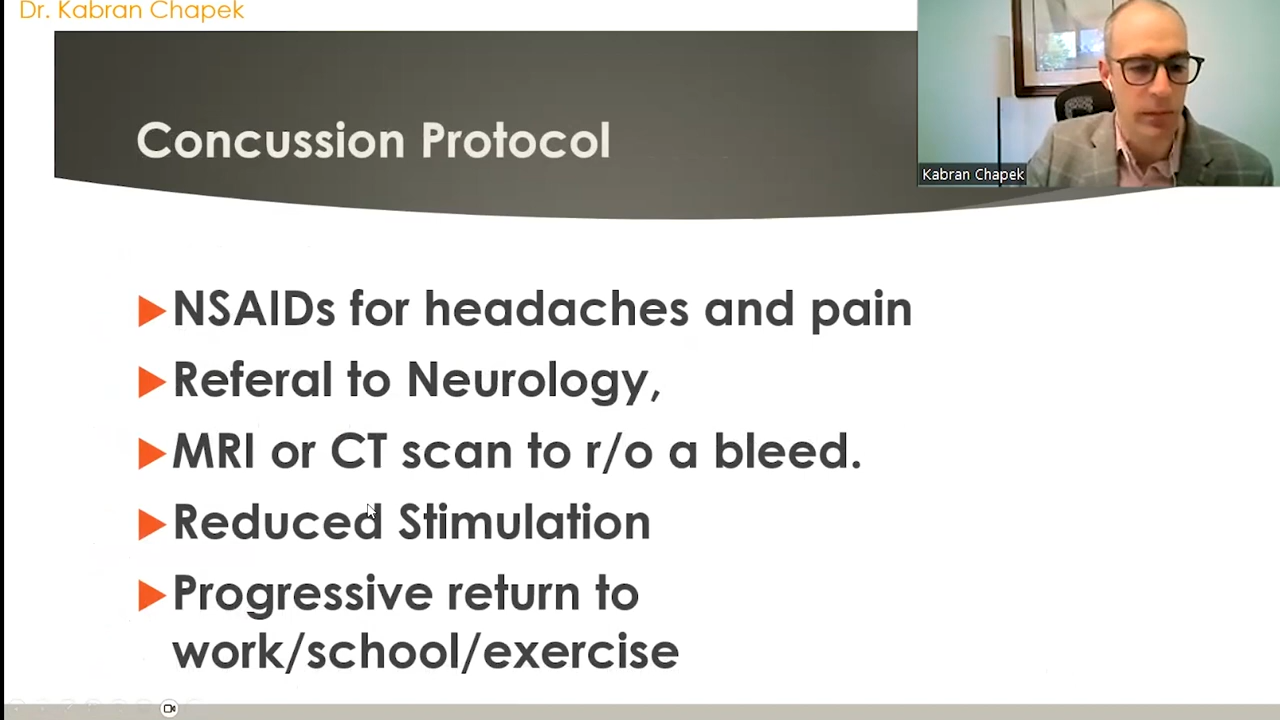 Dr. Kabran Chapek
Concussion Protocol
Kabran Chapek
NSAIDs for headaches and pain
Referal to Neurology,
MRI or CT scan to r/o a bleed.
Reduced Stimulation
Progressive return to
work/school/exercise